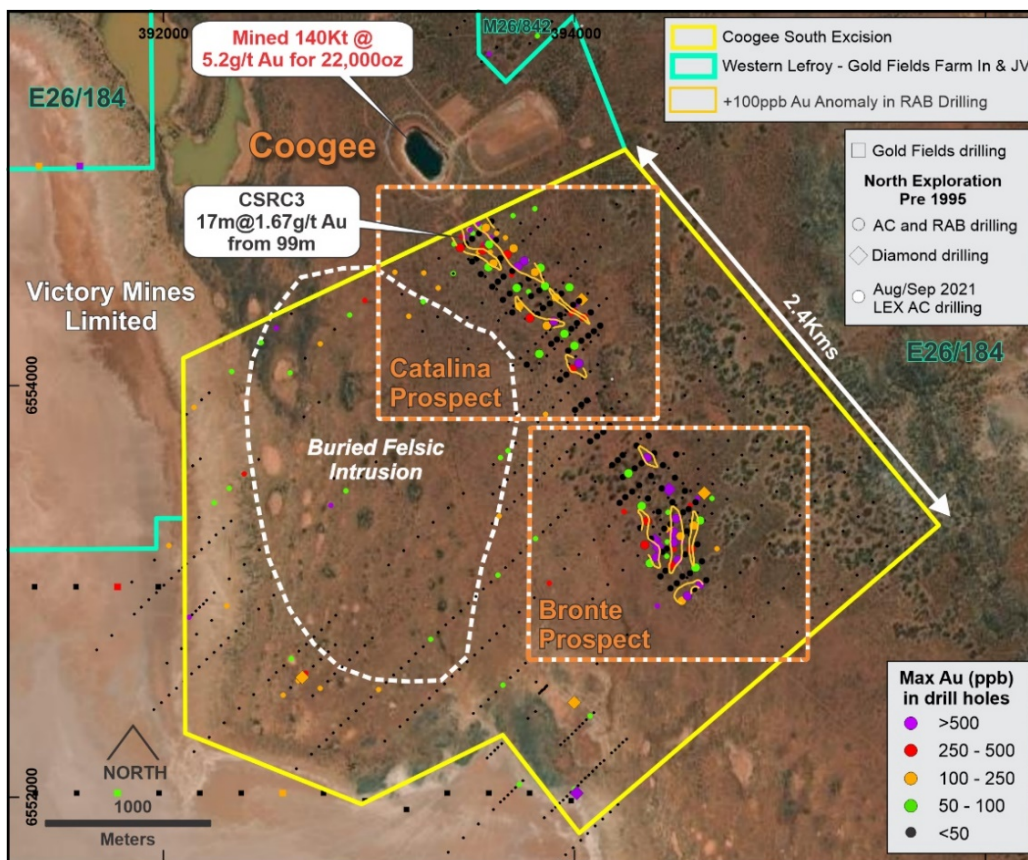 392000
M26/842
394000
Mined 140Kt @
5.2g/t Au for 22,000oz
E26/184
Coogee
Coogee South Excision
Western Lefroy - Gold Fields Farm In & JV
+100ppb Au Anomaly in RAB Drilling
Gold Fields drilling
North Exploration
Pre 1995
AC and RAB drilling
Diamond drilling
Aug/Sep 2021
LEX AC drilling
CSRC3
17m@1.67g/t Au
from 99m
Victory Mines
Limited
2.4Kms
E26/184
6554000
Catalina
Prospect
Buried Felsic
Intrusion
Bronte
Prospect
Max Au (ppb)
in drill holes
>500
250 - 500
100 - 250
50 - 100
<50
NORTH
6552000
1000
Meters